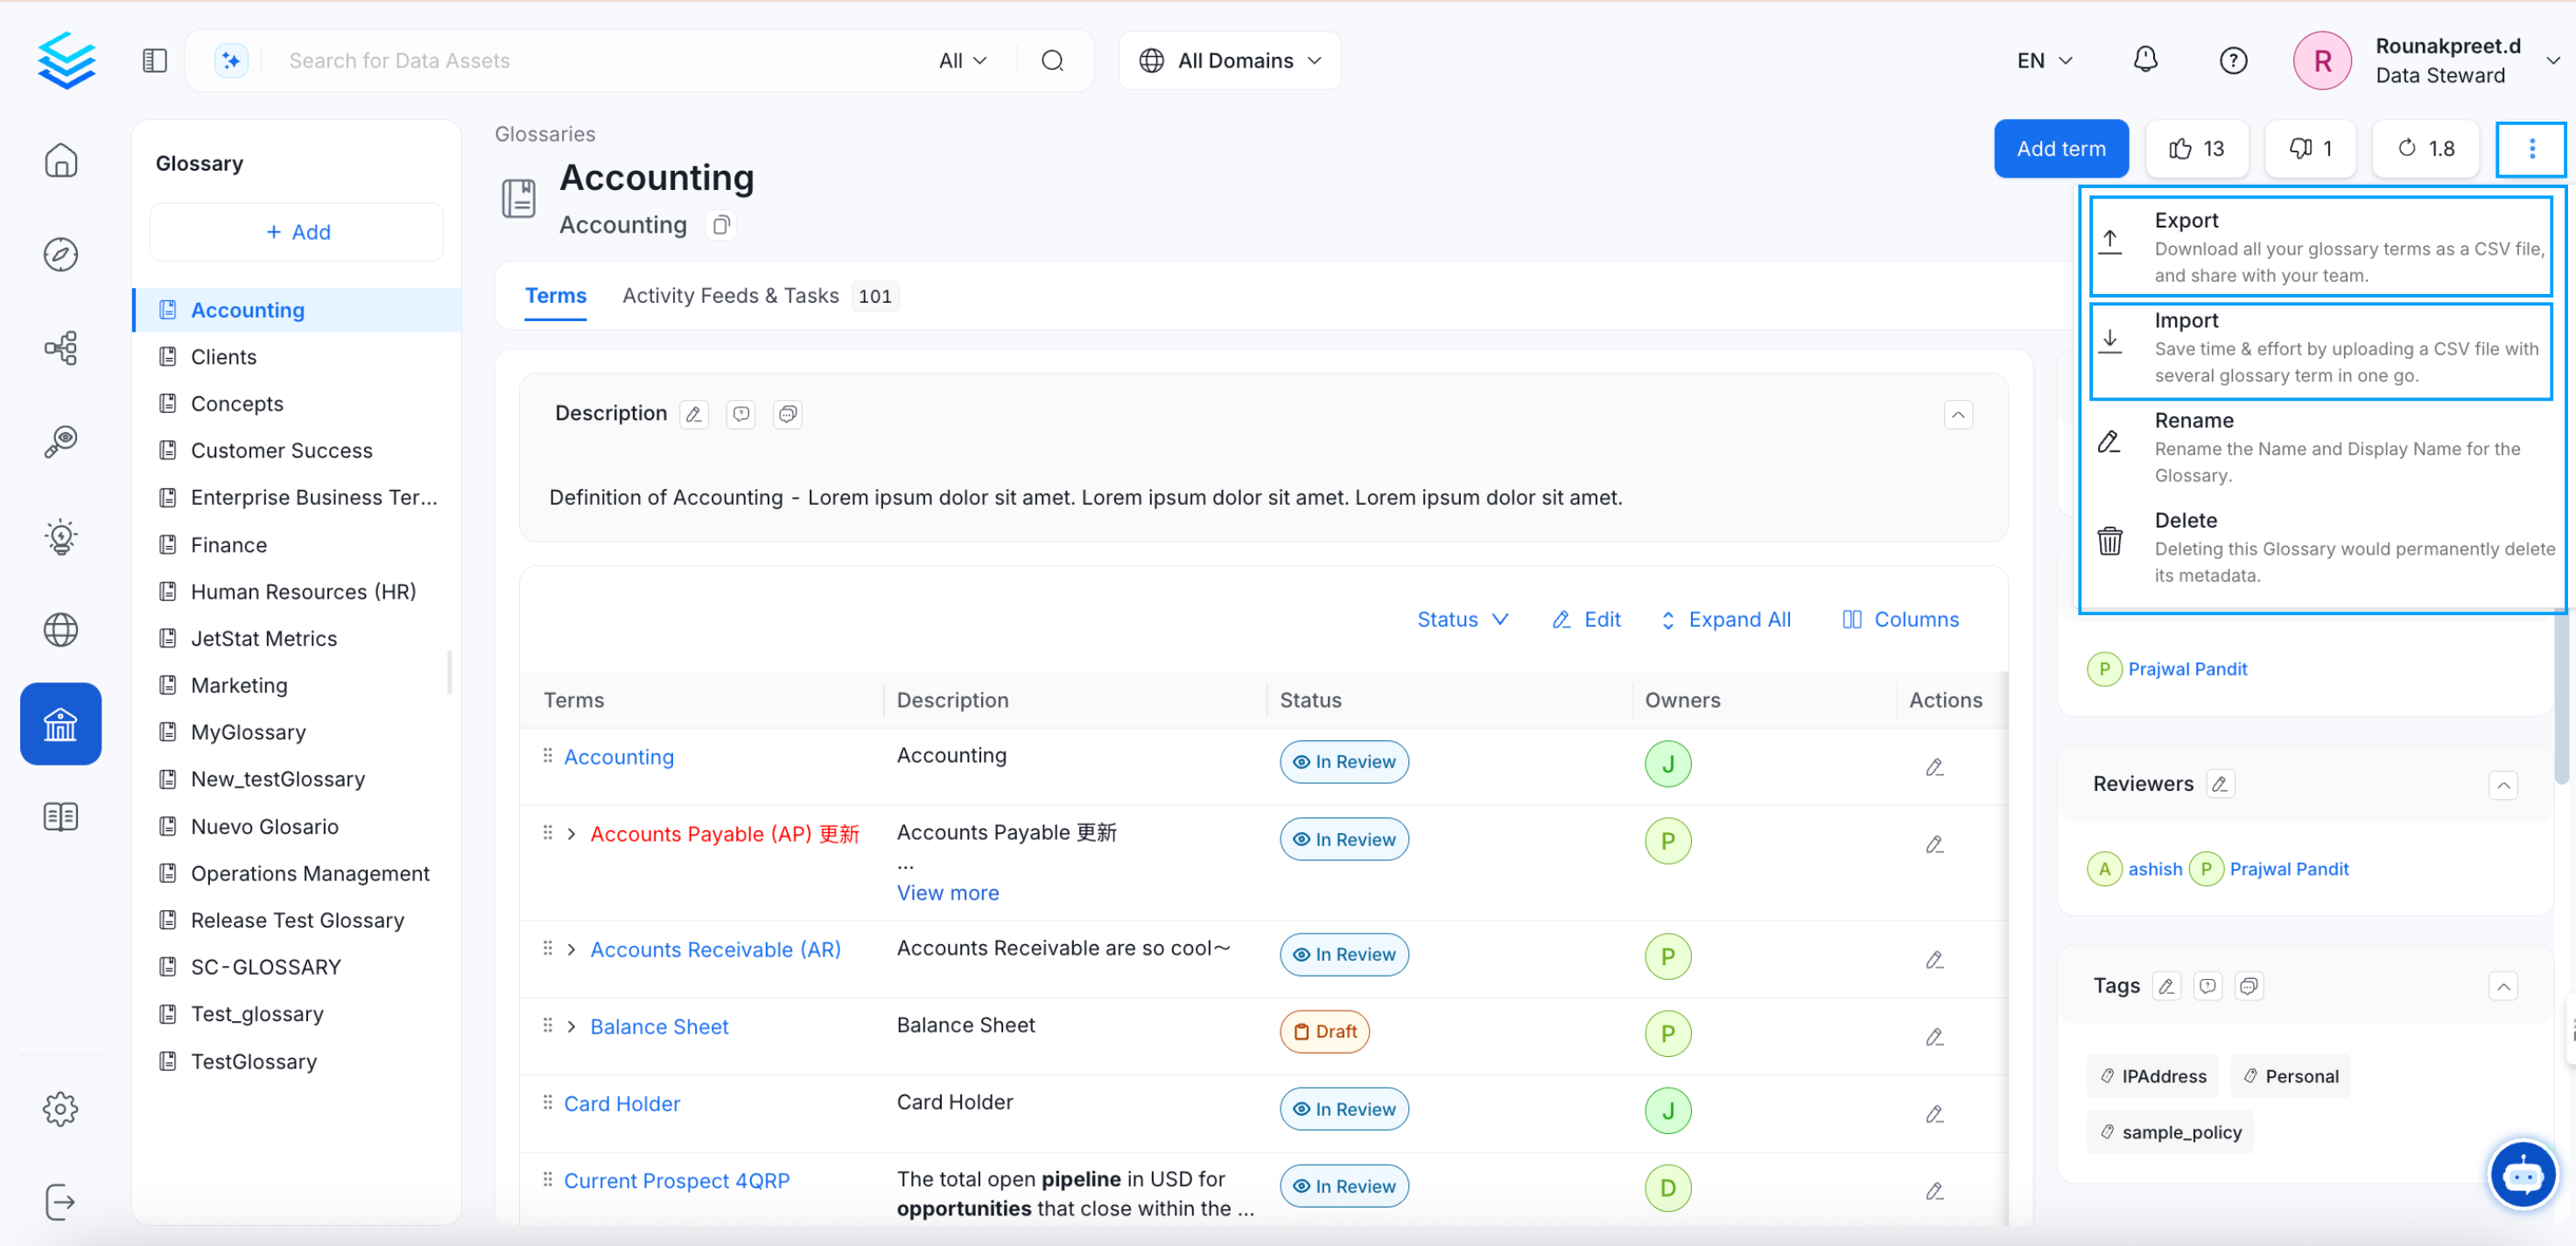 Search for Data Assets
All
All Domains
EN
R
Rounakpreet.d
Data Steward
Glossary
+ Add
Accounting
Clients
Concepts
Customer Success
Enterprise Business Ter...
Finance
Human Resources (HR)
JetStat Metrics
Marketing
MyGlossary
New_testGlossary
Nuevo Glosario
Operations Management
Release Test Glossary
SC-GLOSSARY
Test_glossary
TestGlossary
Glossaries
Accounting
Accounting
Add term
13
1
1.8
Export
Download all your glossary terms as a CSV file,
and share with your team.
Import
Save time & effort by uploading a CSV file with
several glossary term in one go.
Rename
Rename the Name and Display Name for the
Glossary.
Delete
Deleting this Glossary would permanently delete
its metadata.
Terms
Activity Feeds & Tasks 101
Description
Definition of Accounting - Lorem ipsum dolor sit amet. Lorem ipsum dolor sit amet. Lorem ipsum dolor sit amet.
Status
Edit
Expand All
Columns
Terms Description Status Owners Actions
Accounting Accounting In Review J
Accounts Payable (AP) 更新 Accounts Payable 更新 In Review P
...
View more
Accounts Receivable (AR) Accounts Receivable are so cool～ In Review P
Balance Sheet Balance Sheet Draft P
Card Holder Card Holder In Review J
Current Prospect 4QRP The total open pipeline in USD for In Review D
opportunities that close within the ...
P Prajwal Pandit
Reviewers
A ashish P Prajwal Pandit
Tags
IPAddress
Personal
sample_policy